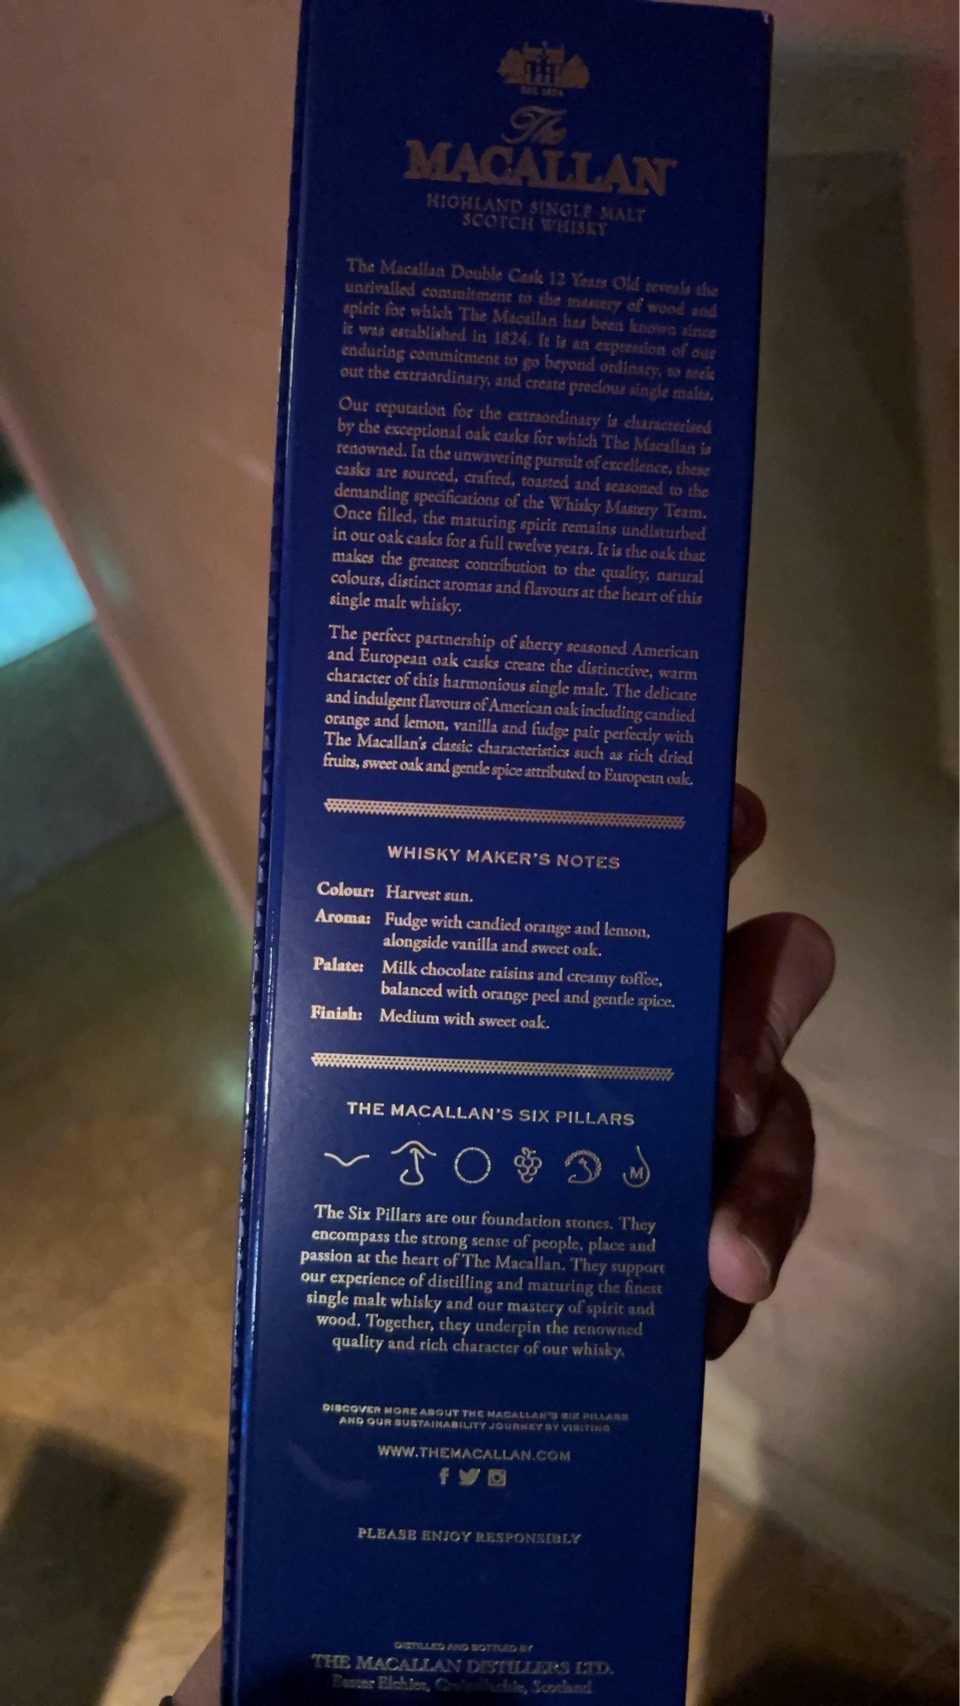 EST. 1824
The
MACALLAN
HIGHLAND SINGLE MALT
SCOTCH WHISKY
The Macallan Double Cask 12 Years Old reveals the
unrivalled commitment to the mastery of wood and
spirit for which The Macallan has been known since
it was established in 1824. It is an expression of our
enduring commitment to go beyond ordinary, to seek
out the extraordinary, and create precious single malts.
Our reputation for the extraordinary is characterised
by the exceptional oak casks for which The Macallan is
renowned. In the unwavering pursuit of excellence, these
casks are sourced, crafted, toasted and seasoned to the
demanding specifications of the Whisky Mastery Team.
Once filled, the maturing spirit remains undisturbed
in our oak casks for a full twelve years. It is the oak that
makes the greatest contribution to the quality, natural
colours, distinct aromas and flavours at the heart of this
single malt whisky.
The perfect partnership of sherry seasoned American
and European oak casks create the distinctive, warm
character of this harmonious single malt. The delicate
and indulgent flavours of American oak including candied
orange and lemon, vanilla and fudge pair perfectly with
The Macallan's classic characteristics such as rich dried
fruits, sweet oak and gentle spice attributed to European oak.
WHISKY MAKER'S NOTES
Colour: Harvest sun.
Aroma: Fudge with candied orange and lemon,
alongside vanilla and sweet oak.
Palate: Milk chocolate raisins and creamy toffee,
balanced with orange peel and gentle spice.
Finish: Medium with sweet oak.
THE MACALLAN'S SIX PILLARS
M
The Six Pillars are our foundation stones. They
encompass the strong sense of people, place and
passion at the heart of The Macallan. They support
our experience of distilling and maturing the finest
single malt whisky and our mastery of spirit and
wood. Together, they underpin the renowned
quality and rich character of our whisky.
DISCOVER MORE ABOUT THE MACALLAN'S SIX PILLARS
AND OUR SUSTAINABILITY JOURNEY BY VISITING
WWW.THEMACALLAN.COM
PLEASE ENJOY RESPONSIBLY
DISTILLED AND BOTTLED BY
THE MACALLAN DISTILLERS LTD.
Easter Elchies, Craigellachie, Scotland